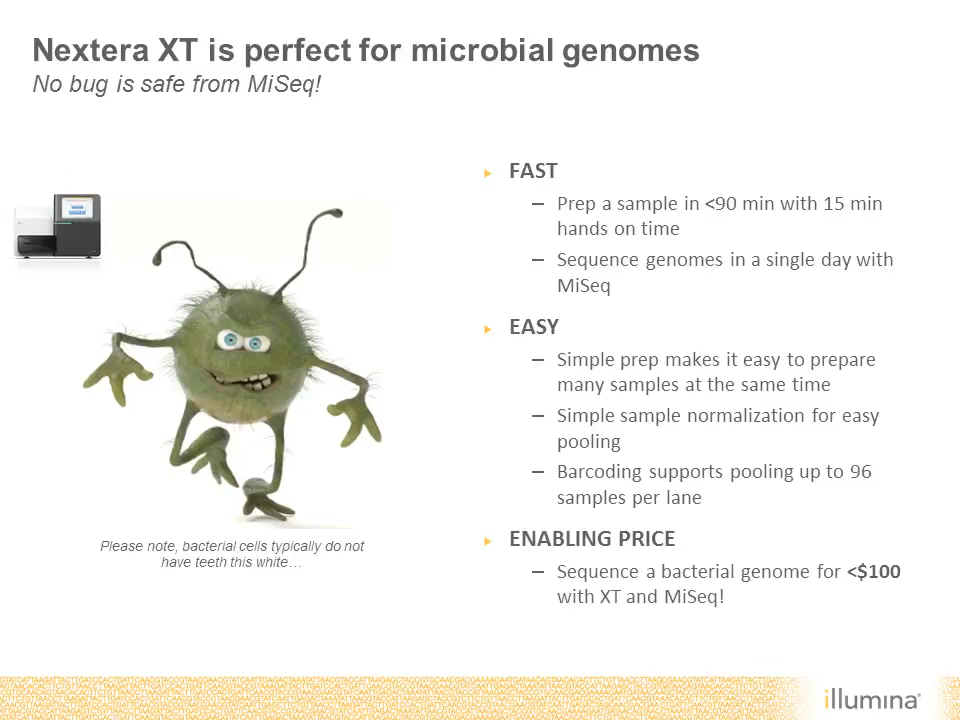 Nextera XT is perfect for microbial genomes
No bug is safe from MiSeq!
FAST
– Prep a sample in <90 min with 15 min
hands on time
– Sequence genomes in a single day with
MiSeq
EASY
– Simple prep makes it easy to prepare
many samples at the same time
– Simple sample normalization for easy
pooling
– Barcoding supports pooling up to 96
samples per lane
ENABLING PRICE
– Sequence a bacterial genome for <$100
with XT and MiSeq!
Please note, bacterial cells typically do not
have teeth this white…
illumina®